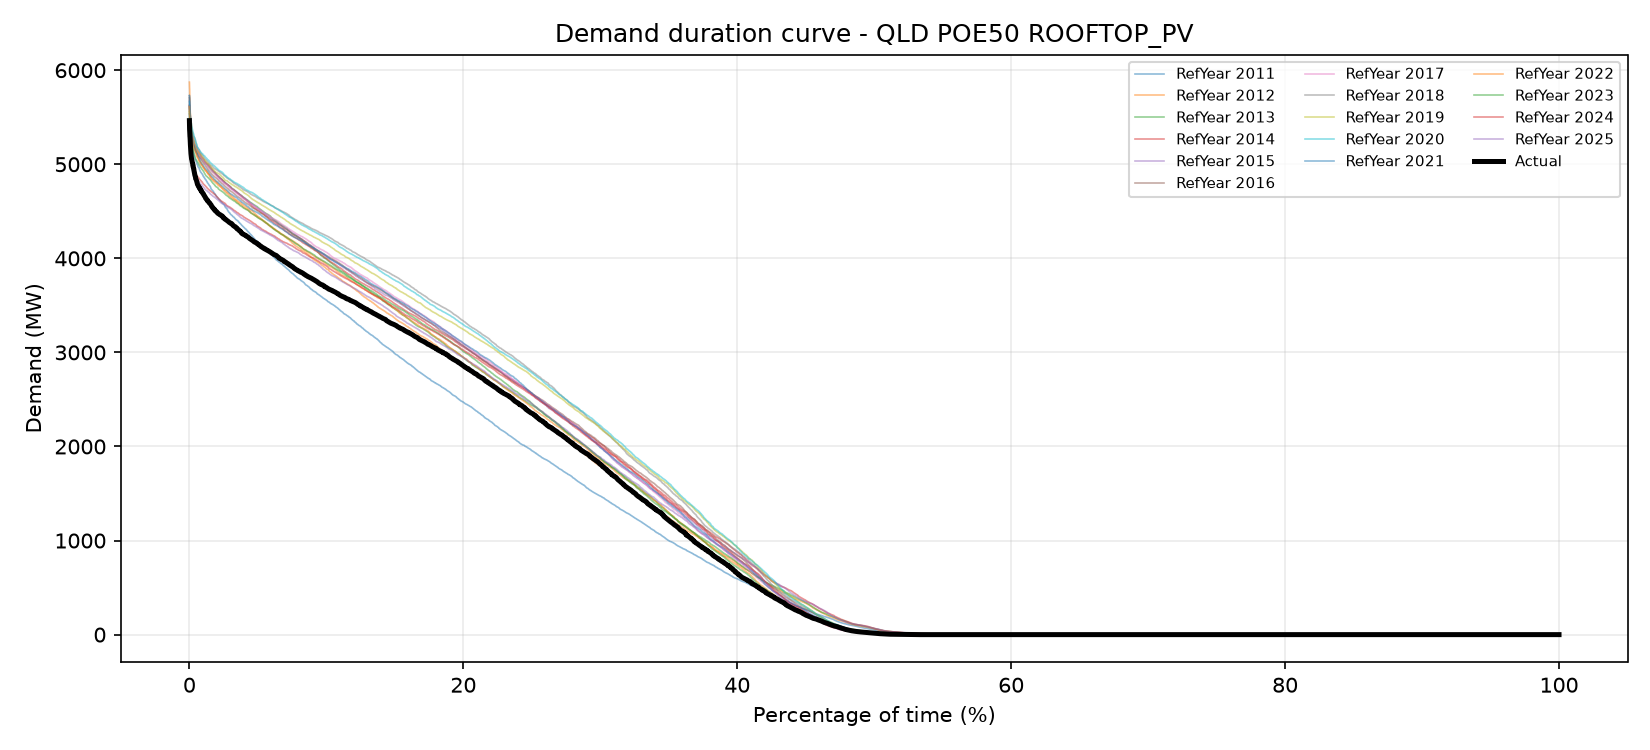 Demand duration curve - QLD POE50 ROOFTOP_PV
6000
5000
4000
3000
2000
1000
0
Demand (MW)
0
20
40
60
80
100
Percentage of time (%)
RefYear 2011
RefYear 2012
RefYear 2013
RefYear 2014
RefYear 2015
RefYear 2016
RefYear 2017
RefYear 2018
RefYear 2019
RefYear 2020
RefYear 2021
RefYear 2022
RefYear 2023
RefYear 2024
RefYear 2025
Actual